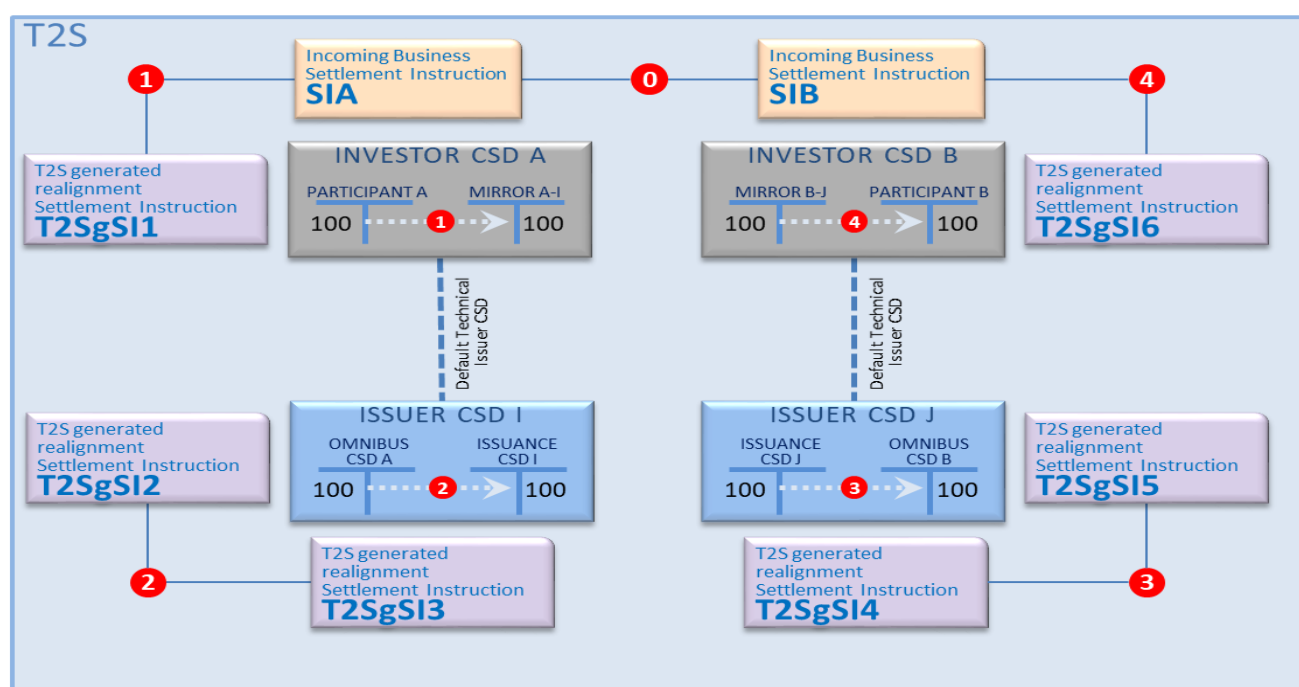 T2S
Incoming Business
Settlement Instruction
SIA
Incoming Business
Settlement Instruction
SIB
1
0
4
T2S generated
realignment
Settlement Instruction
T2SgSI1
INVESTOR CSD A
PARTICIPANT A
MIRROR A-I
100
1
100
INVESTOR CSD B
MIRROR B-J
PARTICIPANT B
100
4
100
T2S generated
realignment
Settlement Instruction
T2SgSI6
Default Technical
Issuer CSD
Default Technical
Issuer CSD
T2S generated
realignment
Settlement Instruction
T2SgSI2
ISSUER CSD I
OMNIBUS
CSD A
ISSUANCE
CSD I
100
2
100
ISSUER CSD J
ISSUANCE
CSD J
OMNIBUS
CSD B
100
3
100
T2S generated
realignment
Settlement Instruction
T2SgSI5
2
T2S generated
realignment
Settlement Instruction
T2SgSI3
T2S generated
realignment
Settlement Instruction
T2SgSI4
3